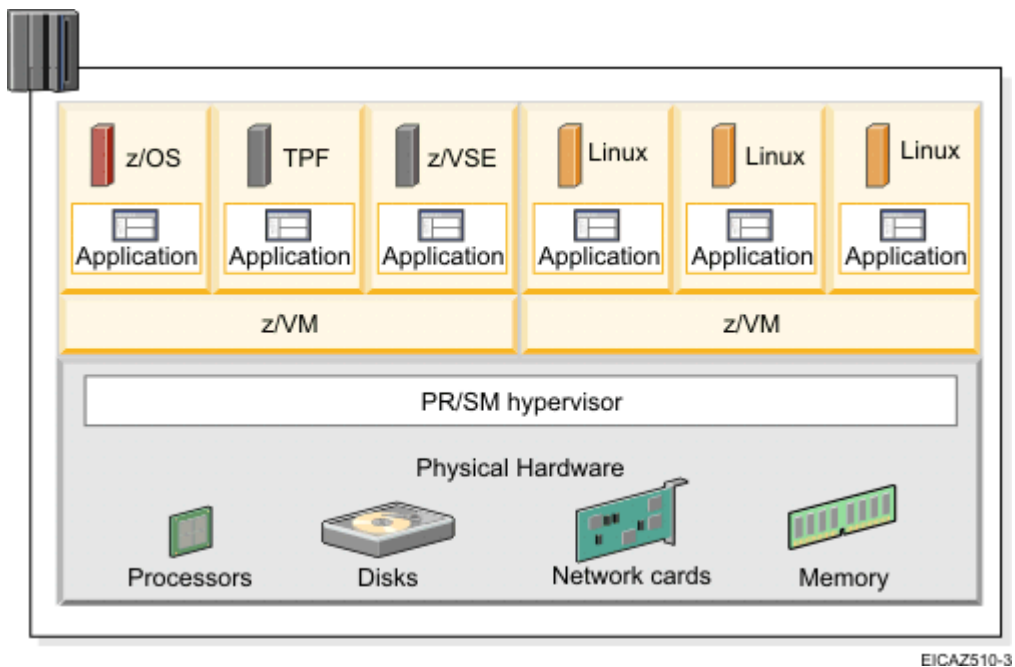 z/OS TPF z/VSE Linux Linux Linux
Application Application Application Application Application Application
z/VM z/VM
PR/SM hypervisor
Physical Hardware
Processors Disks Network cards Memory
EICAZ510-3